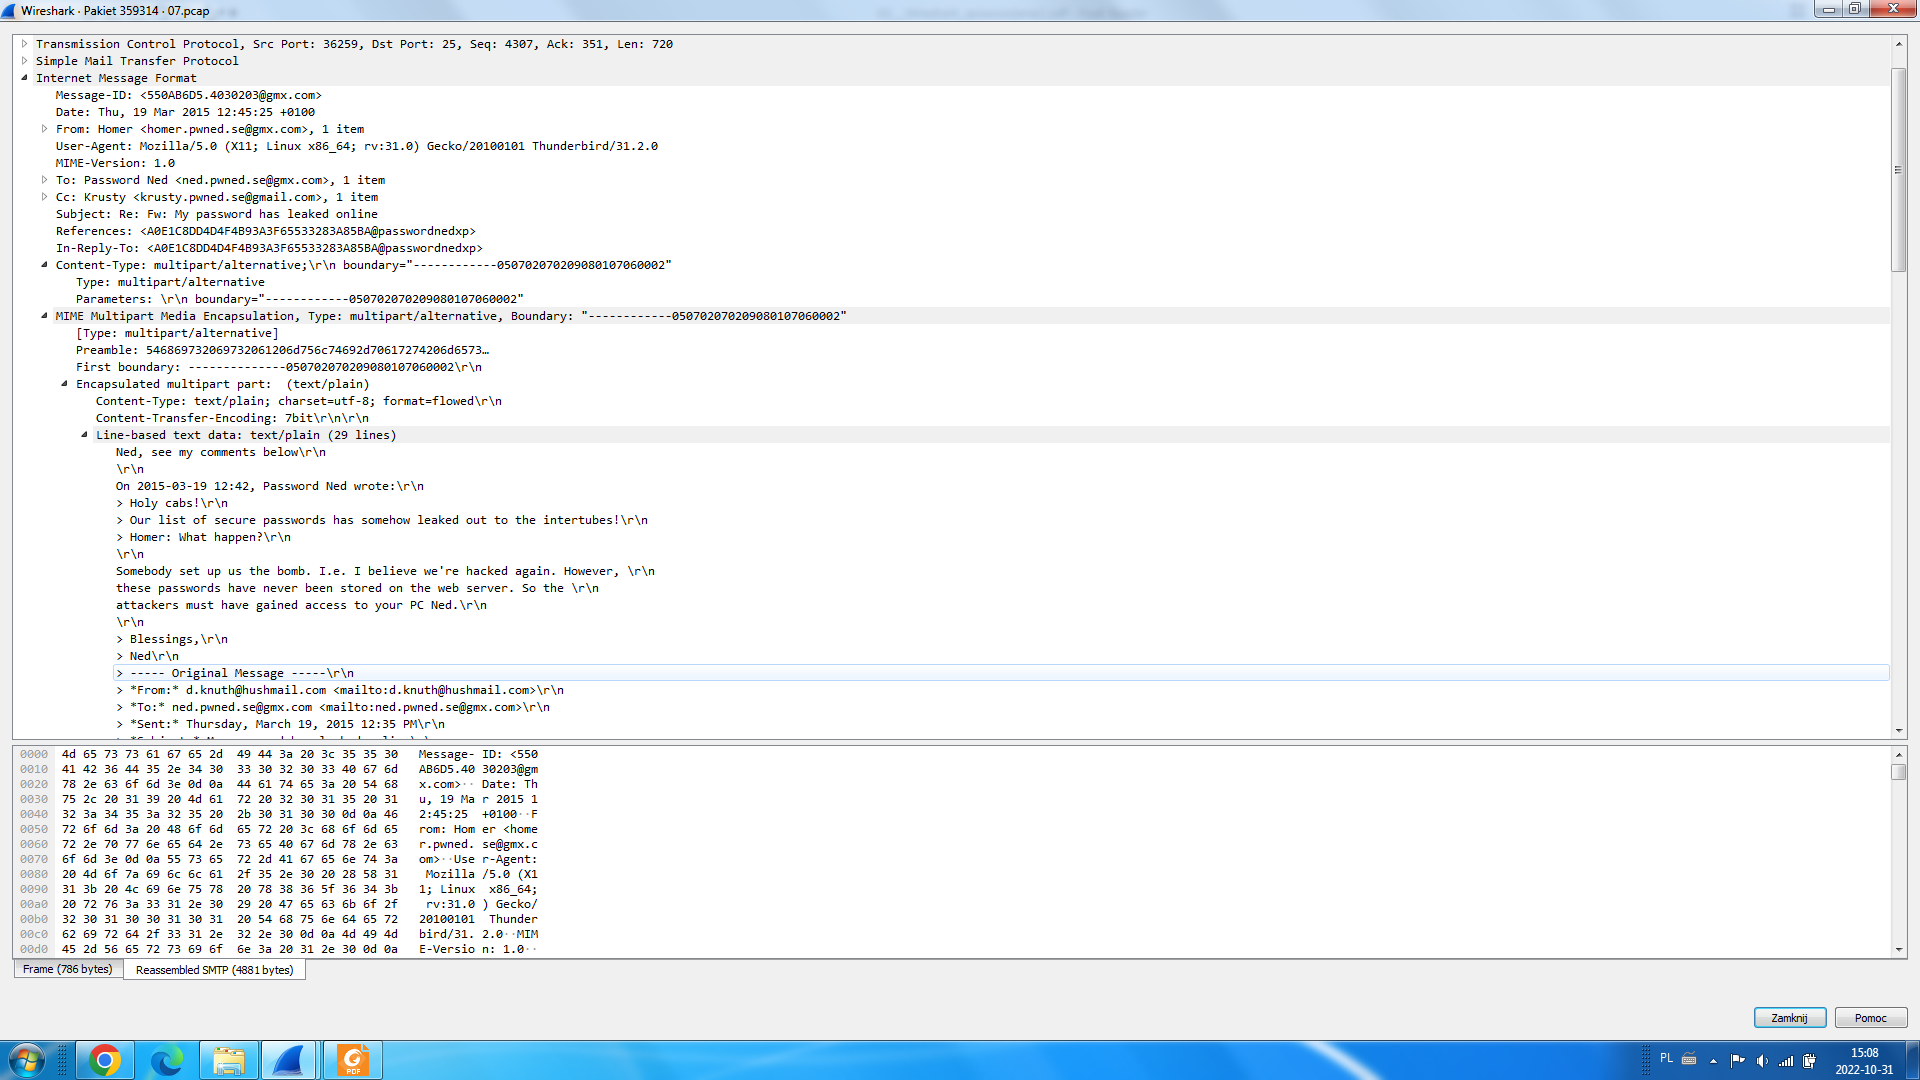 Wireshark · Pakiet 359314 · 07.pcap
Transmission Control Protocol, Src Port: 36259, Dst Port: 25, Seq: 4307, Ack: 351, Len: 720
Simple Mail Transfer Protocol
Internet Message Format
Message-ID: <550AB6D5.4030203@gmx.com>
Date: Thu, 19 Mar 2015 12:45:25 +0100
From: Homer <homer.pwned.se@gmx.com>, 1 item
User-Agent: Mozilla/5.0 (X11; Linux x86_64; rv:31.0) Gecko/20100101 Thunderbird/31.2.0
MIME-Version: 1.0
To: Password Ned <ned.pwned.se@gmx.com>, 1 item
Cc: Krusty <krusty.pwned.se@gmail.com>, 1 item
Subject: Re: Fw: My password has leaked online
References: <A0E1C8DD4D4F4B93A3F65533283A85BA@passwordnedxp>
In-Reply-To: <A0E1C8DD4D4F4B93A3F65533283A85BA@passwordnedxp>
Content-Type: multipart/alternative;\r\n boundary="------------050702070209080107060002"
Type: multipart/alternative
Parameters: \r\n boundary="------------050702070209080107060002"
MIME Multipart Media Encapsulation, Type: multipart/alternative, Boundary: "------------050702070209080107060002"
[Type: multipart/alternative]
Preamble: 546869732069732061206d756c74692d70617274206d6573…
First boundary: --------------050702070209080107060002\r\n
Encapsulated multipart part:  (text/plain)
Content-Type: text/plain; charset=utf-8; format=flowed\r\n
Content-Transfer-Encoding: 7bit\r\n\r\n
Line-based text data: text/plain (29 lines)
Ned, see my comments below\r\n
\r\n
On 2015-03-19 12:42, Password Ned wrote:\r\n
> Holy cabs!\r\n
> Our list of secure passwords has somehow leaked out to the intertubes!\r\n
> Homer: What happen?\r\n
\r\n
Somebody set up us the bomb. I.e. I believe we're hacked again. However, \r\n
these passwords have never been stored on the web server. So the \r\n
attackers must have gained access to your PC Ned.\r\n
\r\n
> Blessings,\r\n
> Ned\r\n
> ----- Original Message -----\r\n
> *From:* d.knuth@hushmail.com <mailto:d.knuth@hushmail.com>\r\n
> *To:* ned.pwned.se@gmx.com <mailto:ned.pwned.se@gmx.com>\r\n
> *Sent:* Thursday, March 19, 2015 12:35 PM\r\n
0000 4d 65 73 73 61 67 65 2d 49 44 3a 20 3c 35 35 30 Message- ID: <550
0010 41 42 36 44 35 2e 34 30 33 30 32 30 33 40 67 6d AB6D5.40 30203@gm
0020 78 2e 63 6f 6d 3e 0d 0a 44 61 74 65 3a 20 54 68 x.com>·· Date: Th
0030 75 2c 20 31 39 20 4d 61 72 20 32 30 31 35 20 31 u, 19 Ma r 2015 1
0040 32 3a 34 35 3a 32 35 20 2b 30 31 30 30 0d 0a 46 2:45:25 +0100··F
0050 72 6f 6d 3a 20 48 6f 6d 65 72 20 3c 68 6f 6d 65 rom: Hom er <home
0060 72 2e 70 77 6e 65 64 2e 73 65 40 67 6d 78 2e 63 r.pwned. se@gmx.c
0070 6f 6d 3e 0d 0a 55 73 65 72 2d 41 67 65 6e 74 3a om>··Use r-Agent:
0080 20 4d 6f 7a 69 6c 6c 61 2f 35 2e 30 20 28 58 31 Mozilla /5.0 (X1
0090 31 3b 20 4c 69 6e 75 78 20 78 38 36 5f 36 34 3b 1; Linux x86_64;
00a0 20 72 76 3a 33 31 2e 30 29 20 47 65 63 6b 6f 2f rv:31.0 ) Gecko/
00b0 32 30 31 30 30 31 30 31 20 54 68 75 6e 64 65 72 20100101 Thunder
00c0 62 69 72 64 2f 33 31 2e 32 2e 30 0d 0a 4d 49 4d bird/31. 2.0··MIM
00d0 45 2d 56 65 72 73 69 6f 6e 3a 20 31 2e 30 0d 0a E-Versio n: 1.0··
Frame (786 bytes) Reassembled SMTP (4881 bytes)
Zamknij Pomoc
PDF
PL
15:08
2022-10-31